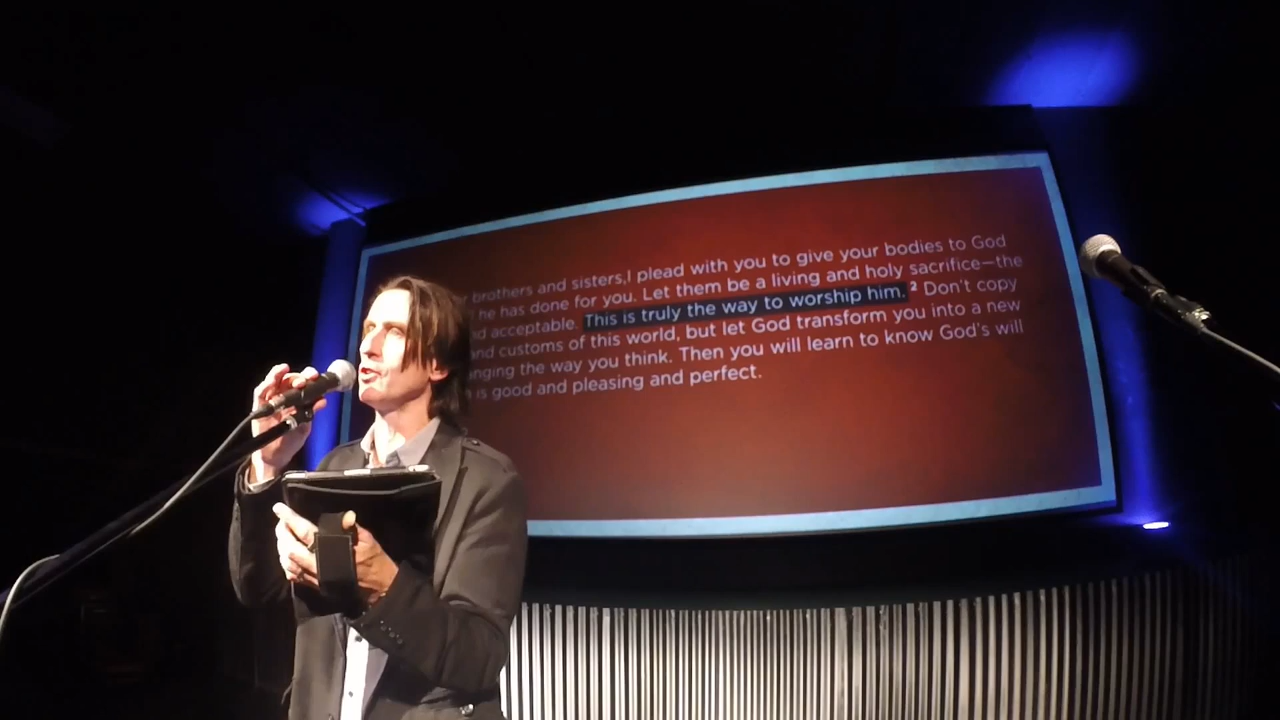 brothers and sisters,I plead with you to give your bodies to God
he has done for you. Let them be a living and holy sacrifice—the
acceptable. This is truly the way to worship him. ² Don't copy
customs of this world, but let God transform you into a new
the way you think. Then you will learn to know God's will
is good and pleasing and perfect.